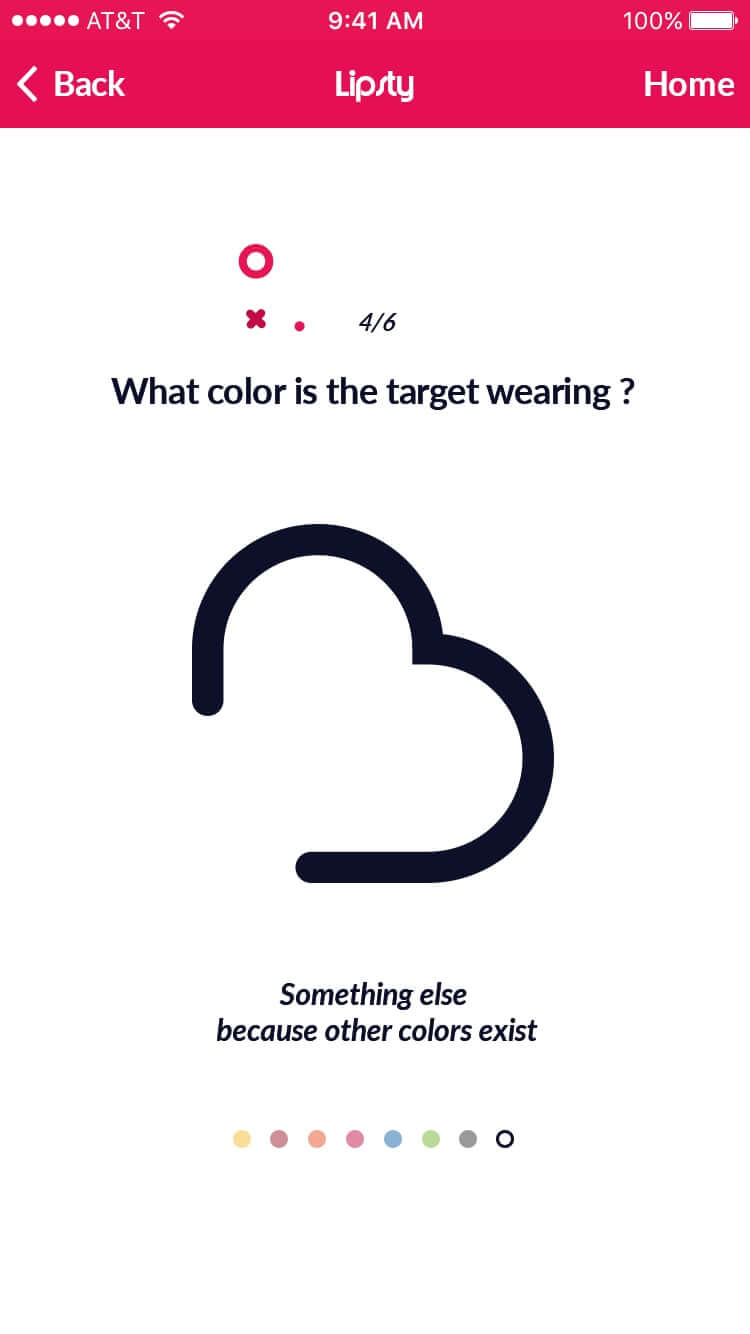 AT&T 9:41 AM 100%
Back Lipsty Home
4/6
What color is the target wearing ?
Something else
because other colors exist